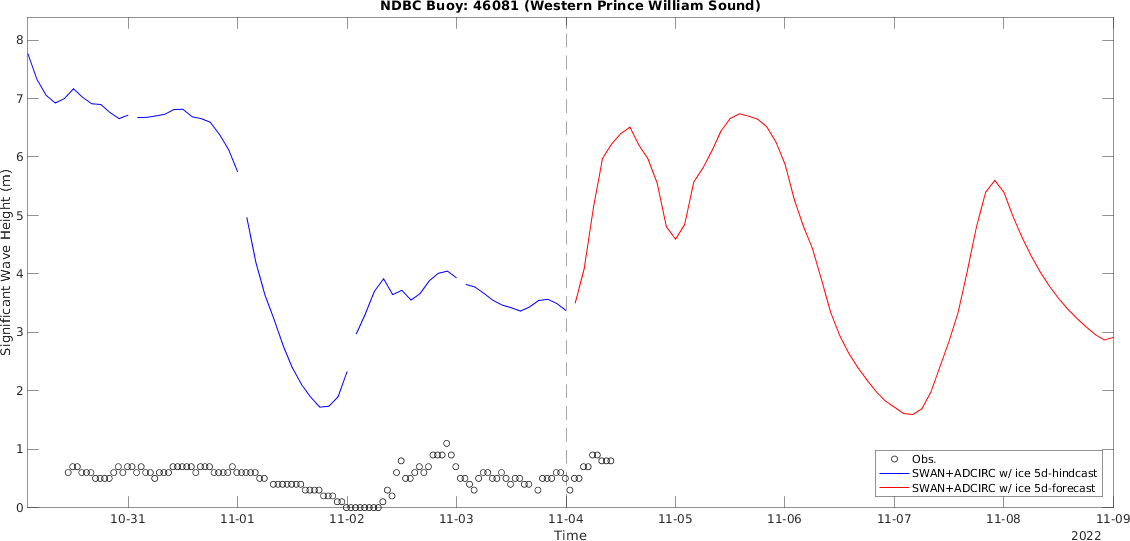 NDBC Buoy: 46081 (Western Prince William Sound)
Significant Wave Height (m)
8
7
6
5
4
3
2
1
0
10-31 11-01 11-02 11-03 11-04 11-05 11-06 11-07 11-08 11-09
Time
2022
Obs.
SWAN+ADCIRC w/ ice 5d-hindcast
SWAN+ADCIRC w/ ice 5d-forecast